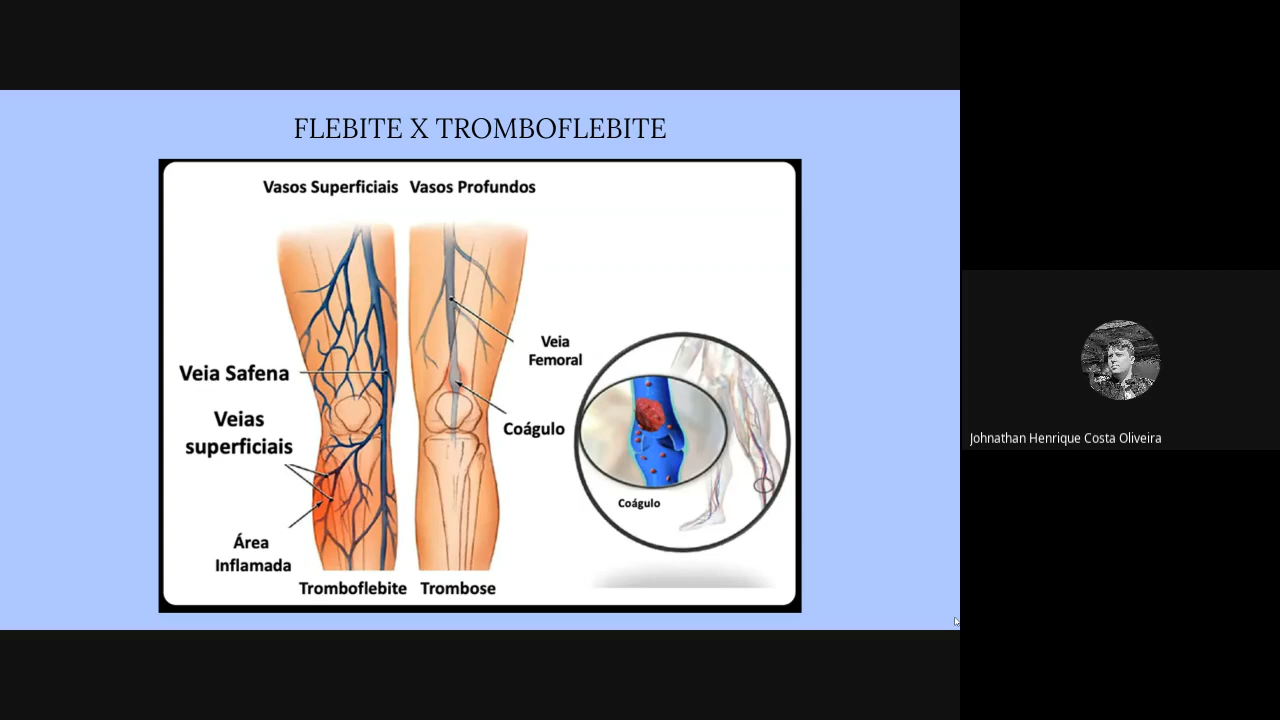 FLEBITE X TROMBOFLEBITE
Vasos Superficiais
Vasos Profundos
Veia
Femoral
Veia Safena
Veias
superficiais
Coágulo
Coágulo
Área
Inflamada
Tromboflebite
Trombose
Johnathan Henrique Costa Oliveira